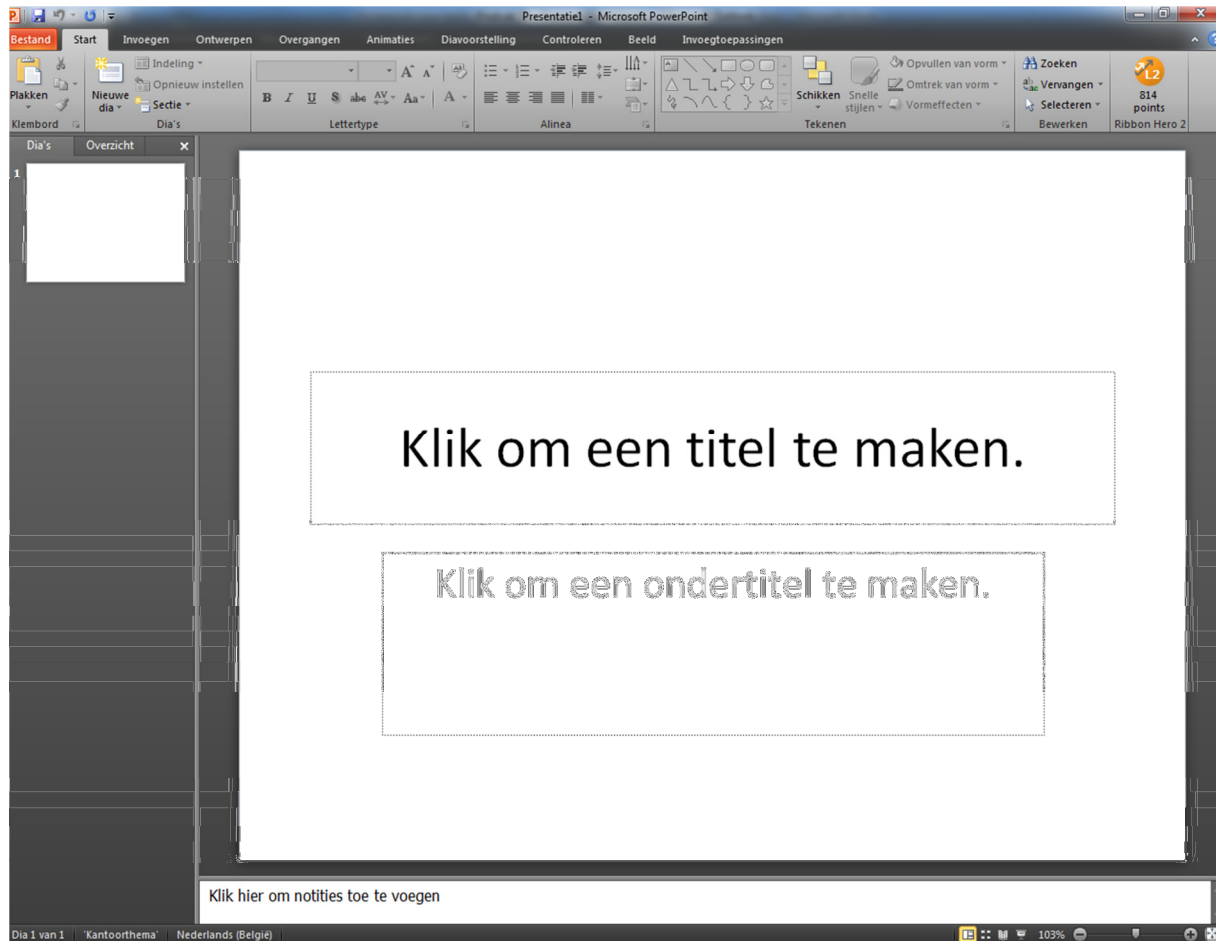 Presentatie1 - Microsoft PowerPoint
Bestand Start Invoegen Ontwerpen Overgangen Animaties Diavoorstelling Controleren Beeld Invoegtoepassingen
Plakken
Klembord
Nieuwe dia
Indeling
Opnieuw instellen
Sectie
Dia's
B I U S abc AV Aa A
Lettertype
Alinea
Schikken
Snelle stijlen
Opvullen van vorm
Omtrek van vorm
Vormeffecten
Tekenen
Zoeken
Vervangen
Selecteren
Bewerken
L2
814 points
Ribbon Hero 2
Dia's Overzicht
1
Klik om een titel te maken.
Klik om een ondertitel te maken.
Klik hier om notities toe te voegen
Dia 1 van 1 'Kantoorthema' Nederlands (België) 103%